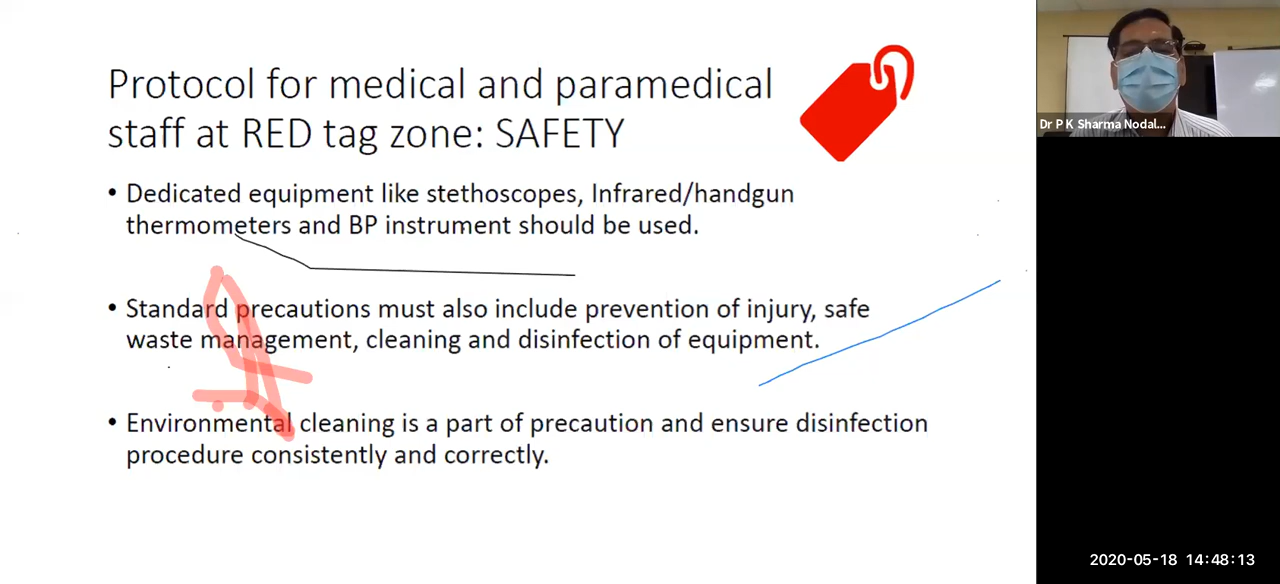 Protocol for medical and paramedical
staff at RED tag zone: SAFETY
• Dedicated equipment like stethoscopes, Infrared/handgun
thermometers and BP instrument should be used.
• Standard precautions must also include prevention of injury, safe
waste management, cleaning and disinfection of equipment.
• Environmental cleaning is a part of precaution and ensure disinfection
procedure consistently and correctly.
Dr P K Sharma Nodal...
2020-05-18 14:48:13